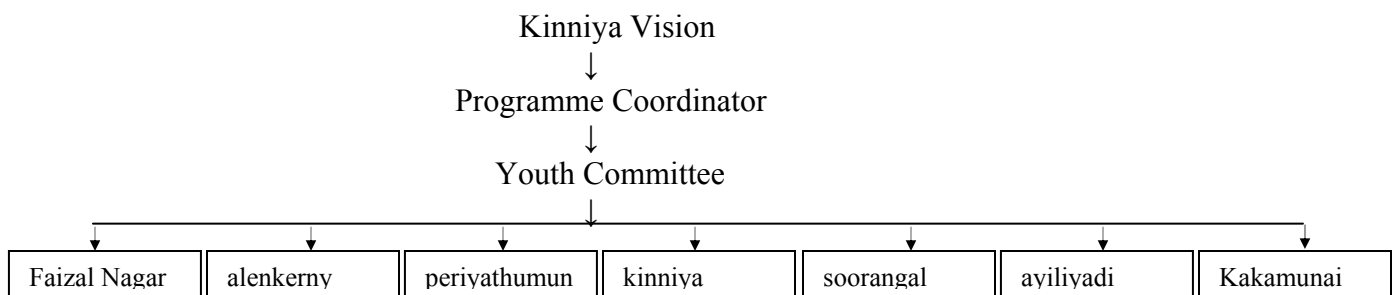 Kinniya Vision
↓
Programme Coordinator
↓
Youth Committee
↓
Faizal Nagar alenkerny periyathumun kinniya soorangal ayiliyadi Kakamunai